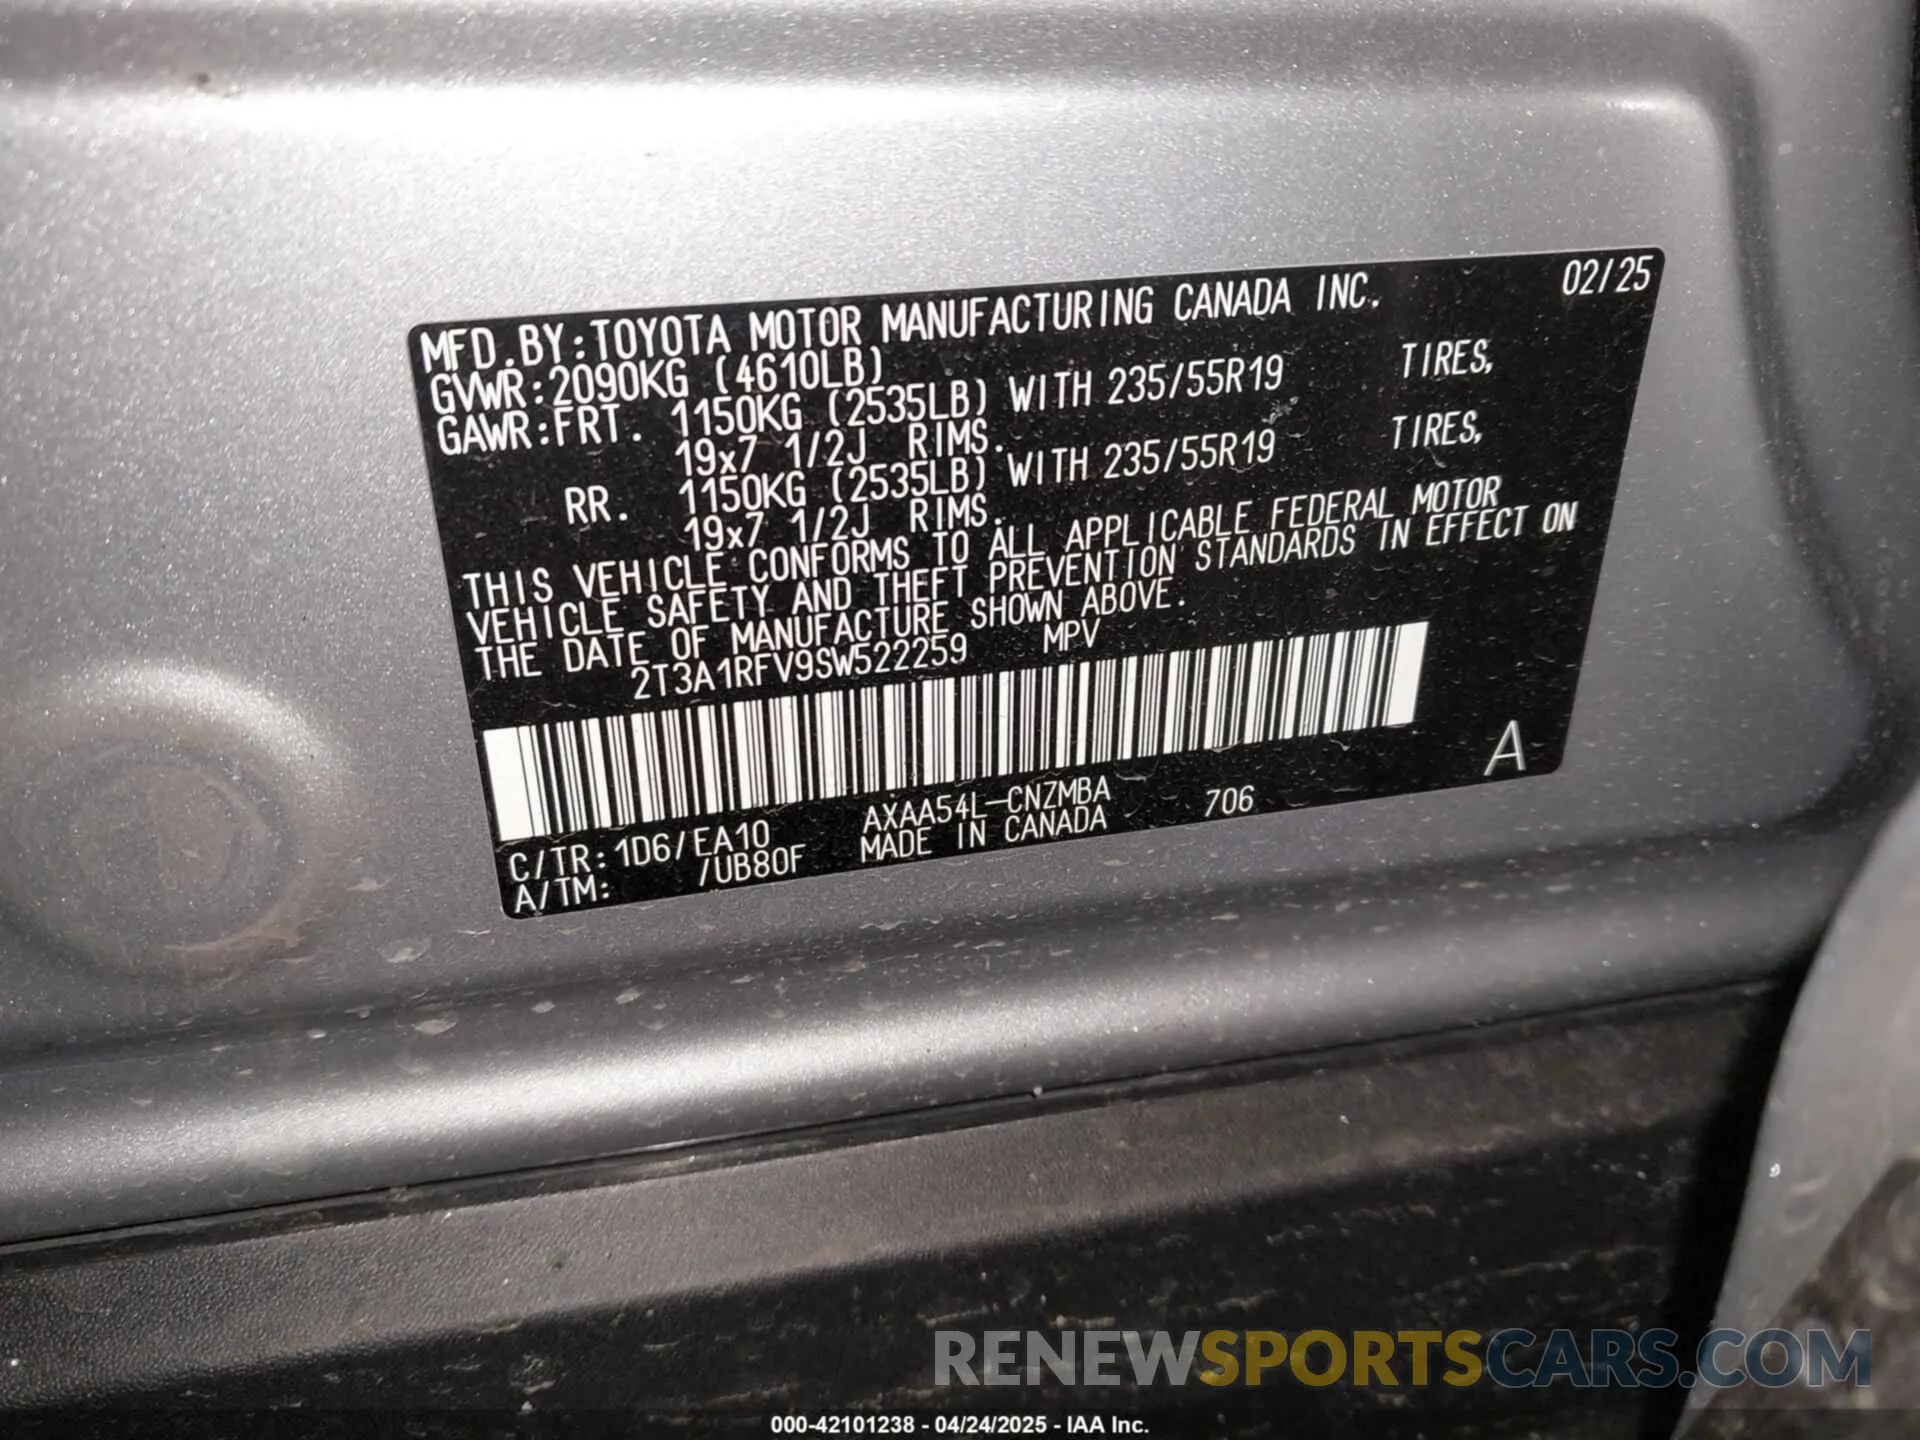 MFD.BY:TOYOTA MOTOR MANUFACTURING CANADA INC. 02/25
GVWR:2090KG (4610LB)
GAWR:FRT. 1150KG (2535LB) WITH 235/55R19 TIRES,
19x7 1/2J RIMS.
RR. 1150KG (2535LB) WITH 235/55R19 TIRES,
19x7 1/2J RIMS.
THIS VEHICLE CONFORMS TO ALL APPLICABLE FEDERAL MOTOR
VEHICLE SAFETY AND THEFT PREVENTION STANDARDS IN EFFECT ON
THE DATE OF MANUFACTURE SHOWN ABOVE.
2T3A1RFV9SW522259 MPV
A
C/TR:1D6/EA10 AXAA54L-CNZMBA 706
A/TM: /UB80F MADE IN CANADA
RENEWSPORTSCARS.COM
000-42101238 - 04/24/2025 - IAA Inc.